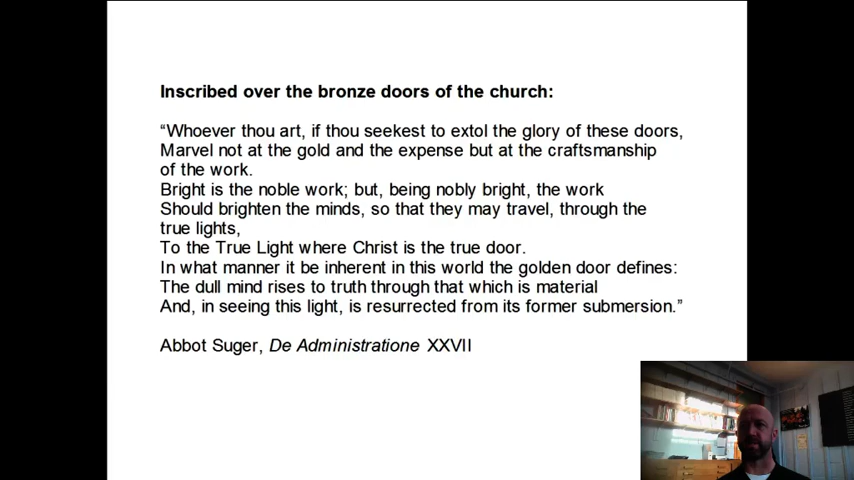 Inscribed over the bronze doors of the church:
“Whoever thou art, if thou seekest to extol the glory of these doors,
Marvel not at the gold and the expense but at the craftsmanship
of the work.
Bright is the noble work; but, being nobly bright, the work
Should brighten the minds, so that they may travel, through the
true lights,
To the True Light where Christ is the true door.
In what manner it be inherent in this world the golden door defines:
The dull mind rises to truth through that which is material
And, in seeing this light, is resurrected from its former submersion.”
Abbot Suger, De Administratione XXVII